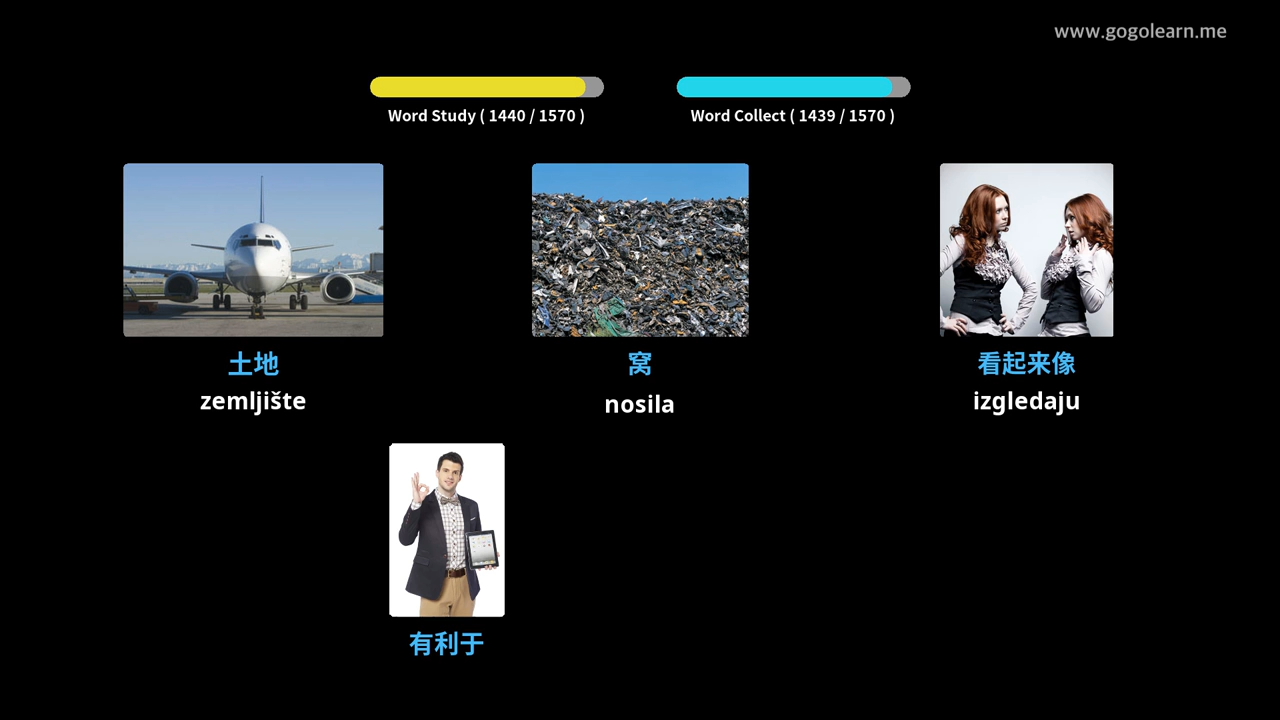 www.gogolearn.me
Word Study ( 1440 / 1570 )
Word Collect ( 1439 / 1570 )
土地
zemljište
窝
nosila
看起来像
izgledaju
有利于